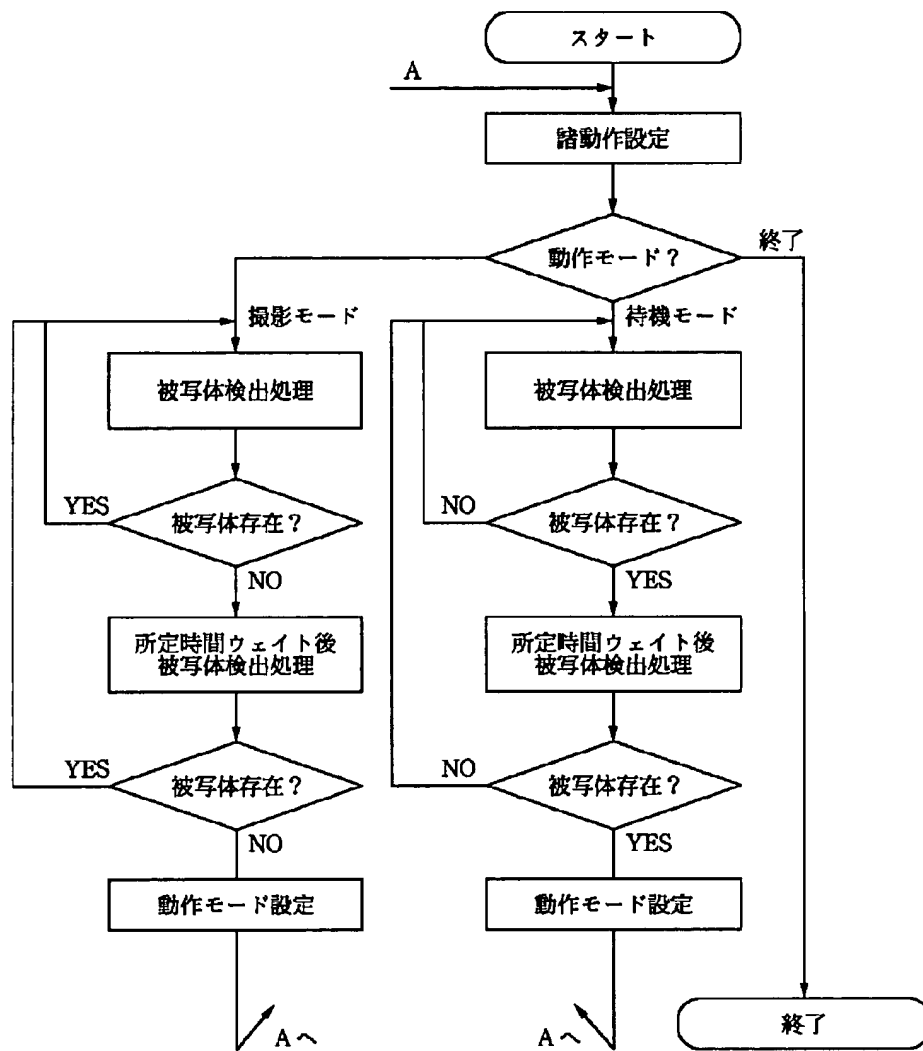 スタート
A
諸動作設定
動作モード?
終了
撮影モード
待機モード
被写体検出処理
被写体検出処理
YES
被写体存在?
NO
被写体存在?
NO
YES
所定時間ウェイト後
被写体検出処理
所定時間ウェイト後
被写体検出処理
YES
被写体存在?
NO
被写体存在?
NO
YES
動作モード設定
動作モード設定
Aへ
Aへ
終了